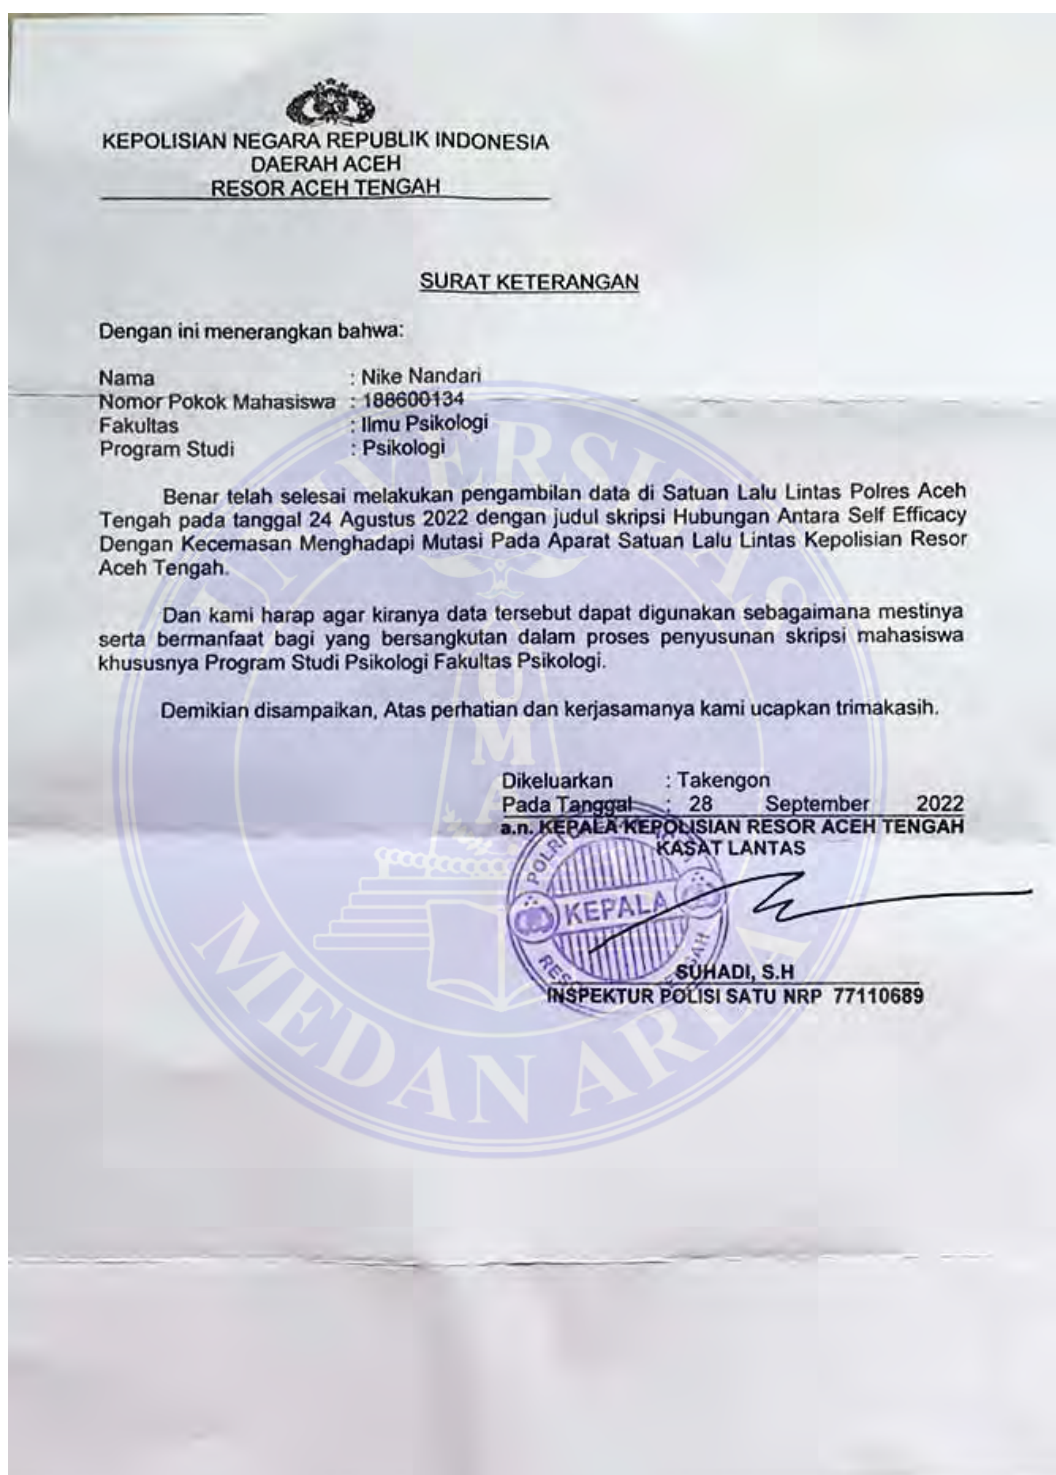 KEPOLISIAN NEGARA REPUBLIK INDONESIA
DAERAH ACEH
RESOR ACEH TENGAH
SURAT KETERANGAN
Dengan ini menerangkan bahwa:
Nama : Nike Nandari
Nomor Pokok Mahasiswa : 188600134
Fakultas : Ilmu Psikologi
Program Studi : Psikologi
Benar telah selesai melakukan pengambilan data di Satuan Lalu Lintas Polres Aceh
Tengah pada tanggal 24 Agustus 2022 dengan judul skripsi Hubungan Antara Self Efficacy
Dengan Kecemasan Menghadapi Mutasi Pada Aparat Satuan Lalu Lintas Kepolisian Resor
Aceh Tengah.
Dan kami harap agar kiranya data tersebut dapat digunakan sebagaimana mestinya
serta bermanfaat bagi yang bersangkutan dalam proses penyusunan skripsi mahasiswa
khususnya Program Studi Psikologi Fakultas Psikologi.
Demikian disampaikan, Atas perhatian dan kerjasamanya kami ucapkan trimakasih.
Dikeluarkan : Takengon
Pada Tanggal : 28 September 2022
a.n. KEPALA KEPOLISIAN RESOR ACEH TENGAH
KASAT LANTAS
KEPALA
SUHADI, S.H
INSPEKTUR POLISI SATU NRP 77110689
UNIVERSITAS
UMA
MEDAN AREA